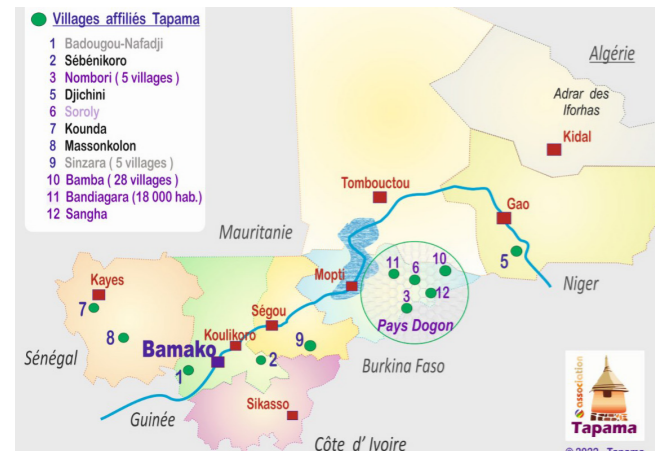 Villages affiliés Tapama
1 Badougou-Nafadji
2 Sébénikoro
3 Nombori ( 5 villages )
5 Djichini
6 Soroly
7 Kounda
8 Massonkolon
9 Sinzara ( 5 villages )
10 Bamba ( 28 villages )
11 Bandiagara (18 000 hab.)
12 Sangha
Algérie
Adrar des
Iforhas
Kidal
Tombouctou
Gao
Mauritanie
5
Niger
11
6
10
12
3
Pays Dogon
Mopti
Kayes
7
8
Ségou
Koulikoro
9
Bamako
2
1
Sénégal
Burkina Faso
Guinée
Sikasso
Côte d' Ivoire
association
Tapama
© 2022 - Tapama